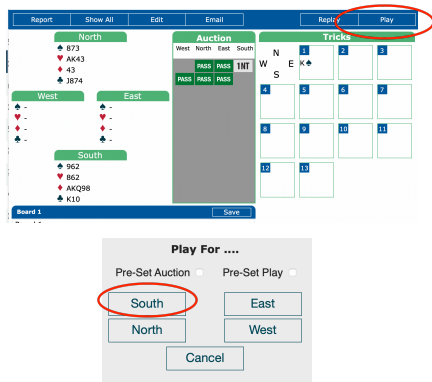 Report Show All Edit Email Replay Play
North
♠ 873
♥ AK43
♦ 43
♣ J874
West
♠ -
♥ -
♦ -
♣ -
East
♠ -
♥ -
♦ -
♣ -
South
♠ 962
♥ 862
♦ AKQ98
♣ K10
Auction
West North East South
PASS PASS 1NT
PASS PASS PASS
Tricks
N
W E
S
1 K♠
2
3
4
5
6
7
8
9
10
11
12
13
Board 1 Save
Play For ....
Pre-Set Auction Pre-Set Play
South East
North West
Cancel